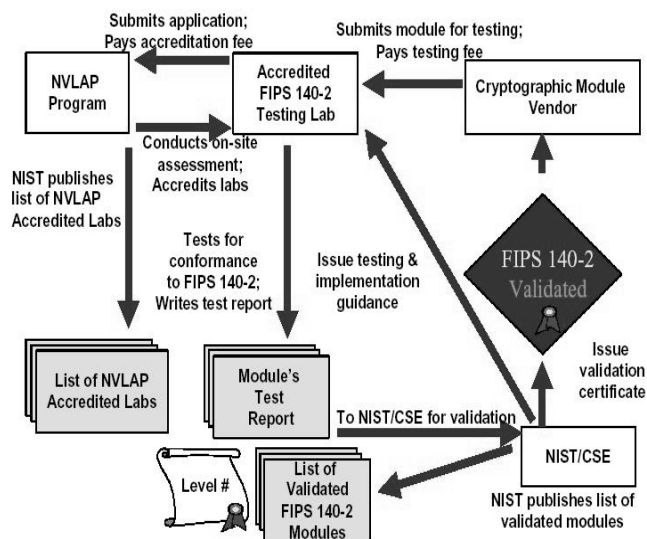 Submits application;
Pays accreditation fee
Submits module for testing;
Pays testing fee
NVLAP
Program
Accredited
FIPS 140-2
Testing Lab
Cryptographic Module
Vendor
Conducts on-site
assessment;
Accredits labs
NIST publishes
list of NVLAP
Accredited Labs
Tests for
conformance
to FIPS 140-2;
Writes test report
Issue testing &
implementation
guidance
FIPS 140-2
Validated
Issue
validation
certificate
List of NVLAP
Accredited Labs
Module's
Test
Report
To NIST/CSE for validation
NIST/CSE
Level #
List of
Validated
FIPS 140-2
Modules
NIST publishes list of
validated modules